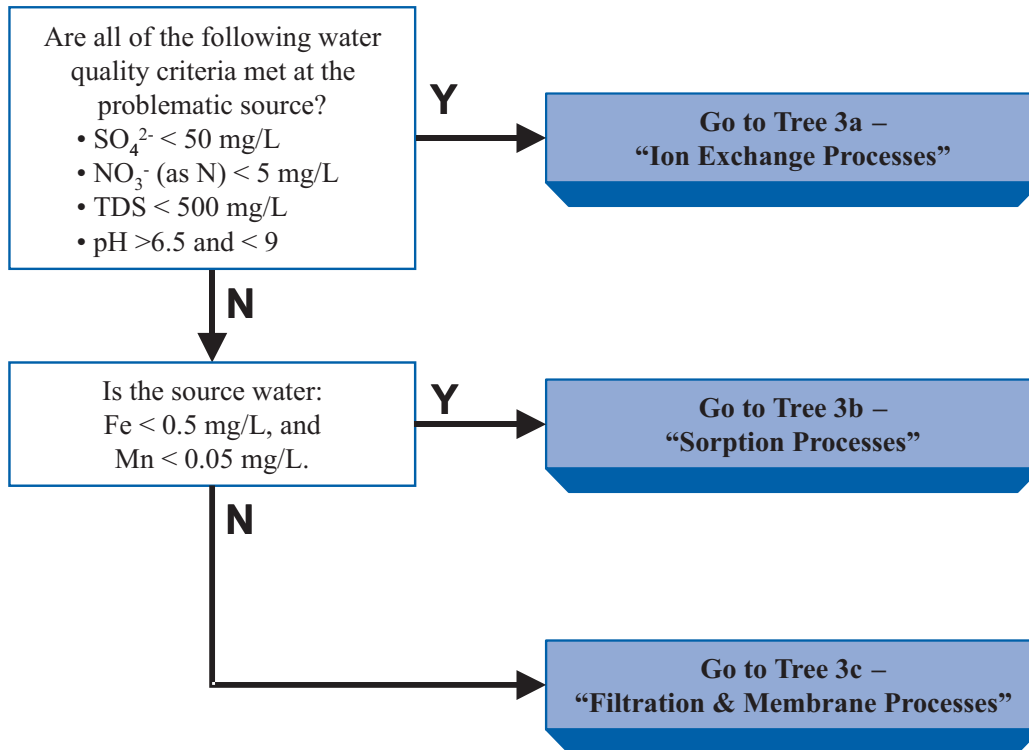 Are all of the following water
quality criteria met at the
problematic source?
• SO₄²⁻ < 50 mg/L
• NO₃⁻ (as N) < 5 mg/L
• TDS < 500 mg/L
• pH >6.5 and < 9
Y
Go to Tree 3a –
“Ion Exchange Processes”
N
Is the source water:
Fe < 0.5 mg/L, and
Mn < 0.05 mg/L.
Y
Go to Tree 3b –
“Sorption Processes”
N
Go to Tree 3c –
“Filtration & Membrane Processes”